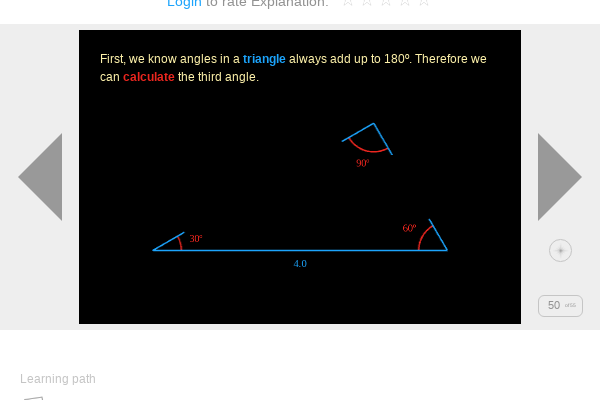 Login to rate Explanation:
First, we know angles in a triangle always add up to 180º. Therefore we
can calculate the third angle.
90º
30º
60º
4.0
50 of55
Learning path